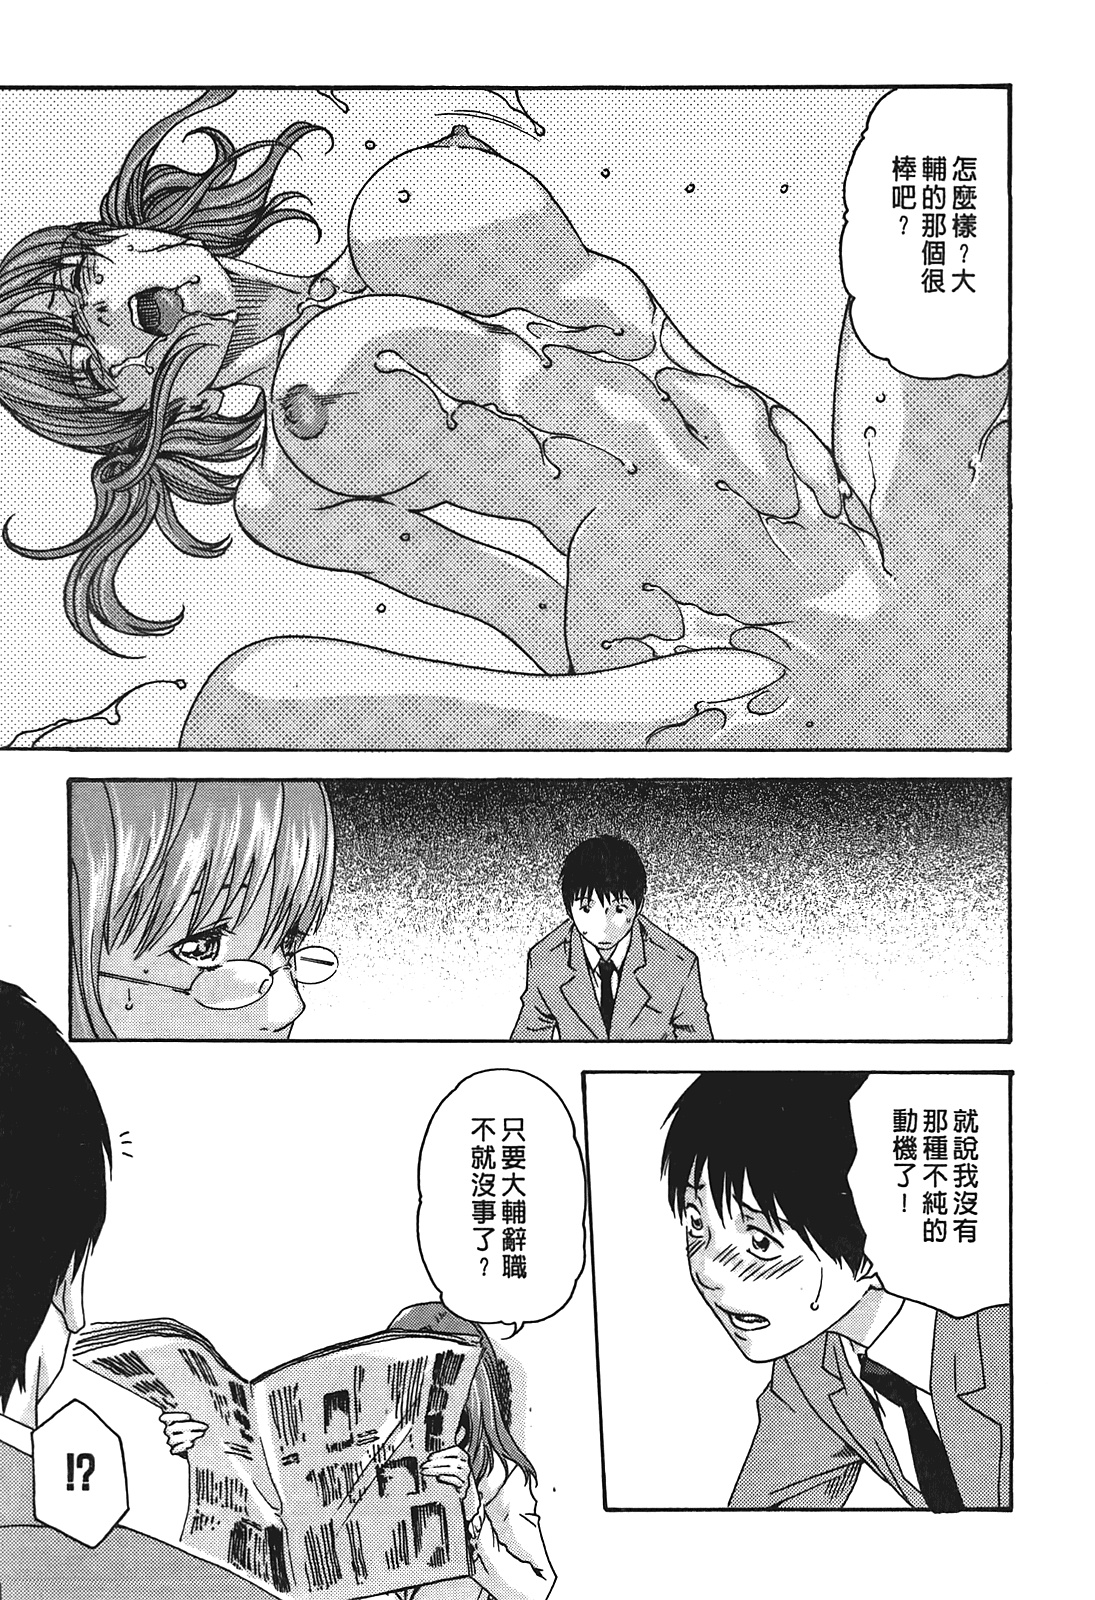 怎麼樣？大
輔的那個很
棒吧？
就說我沒有
那種不純的
動機了！
只要大輔辭職
不就沒事了？
!?